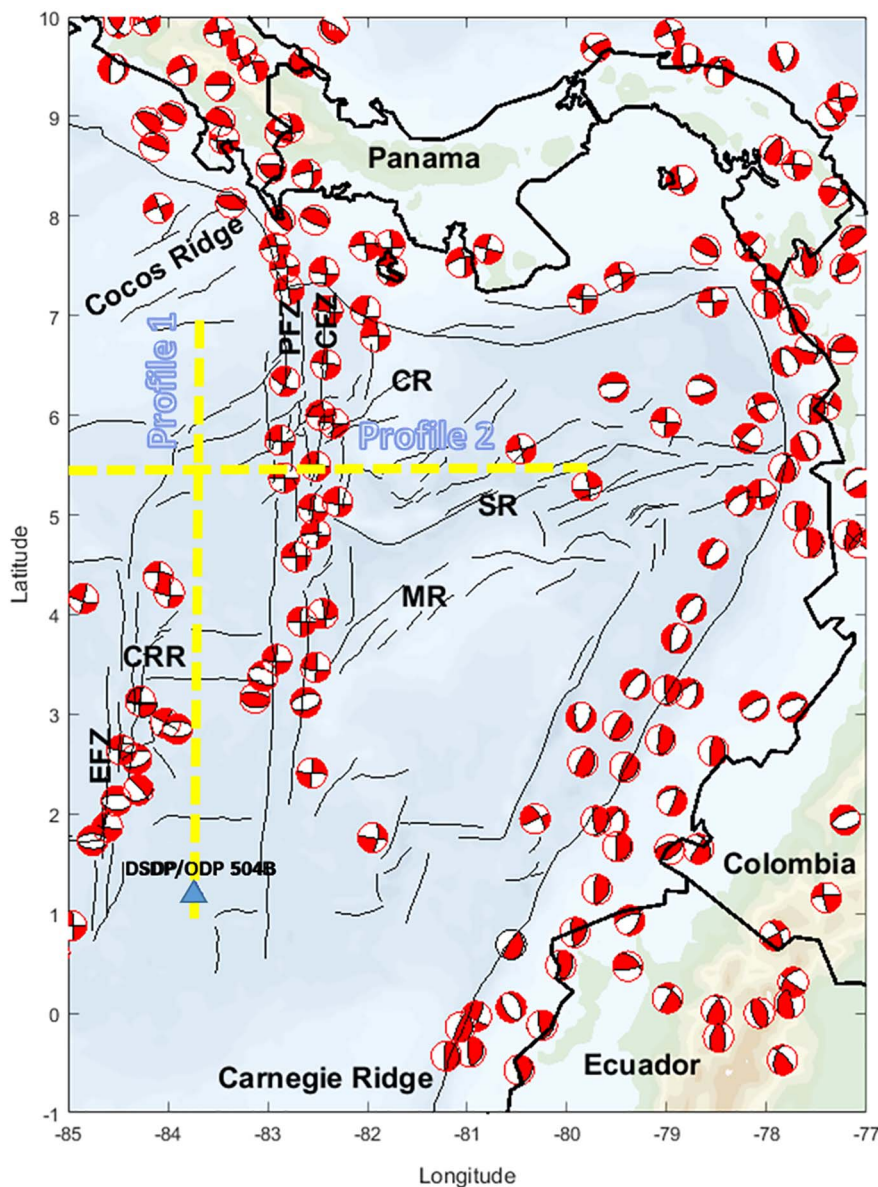 10
9
8
7
6
5
4
3
2
1
0
-1
Latitude
Panama
Cocos Ridge
Profile 1
PFZ
CFZ
CR
Profile 2
SR
MR
CRR
EFZ
DSDP/ODP 504B
Colombia
Ecuador
Carnegie Ridge
-85
-84
-83
-82
-81
-80
-79
-78
-77
Longitude